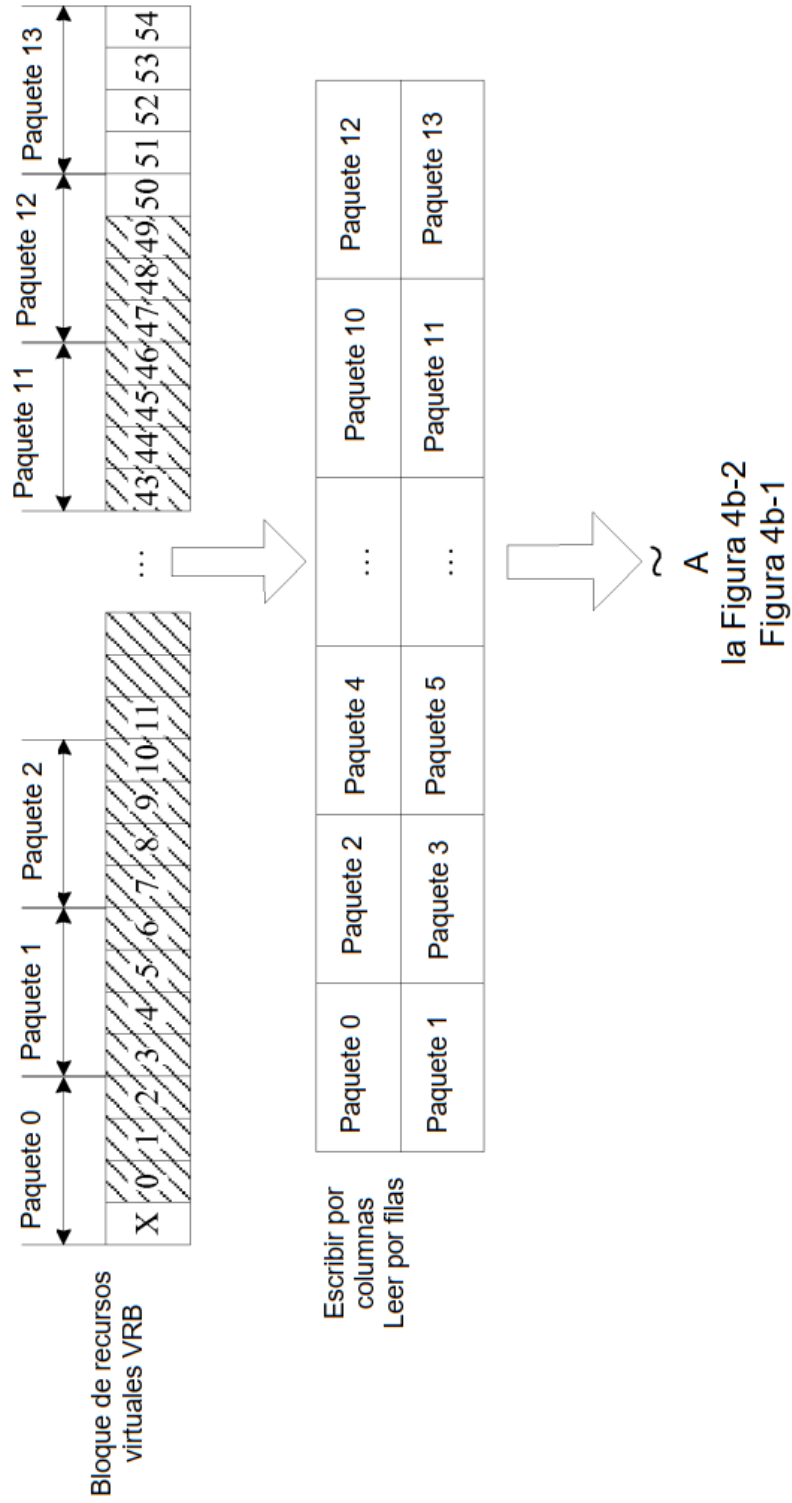 Paquete 0
Paquete 1
Paquete 2
Paquete 11
Paquete 12
Paquete 13
Bloque de recursos
virtuales VRB
X 0 1 2 3 4 5 6 7 8 9 10 11 ... 43 44 45 46 47 48 49 50 51 52 53 54
Escribir por
columnas
Leer por filas
Paquete 0 Paquete 2 Paquete 4 ... Paquete 10 Paquete 12
Paquete 1 Paquete 3 Paquete 5 ... Paquete 11 Paquete 13
~
A
la Figura 4b-2
Figura 4b-1